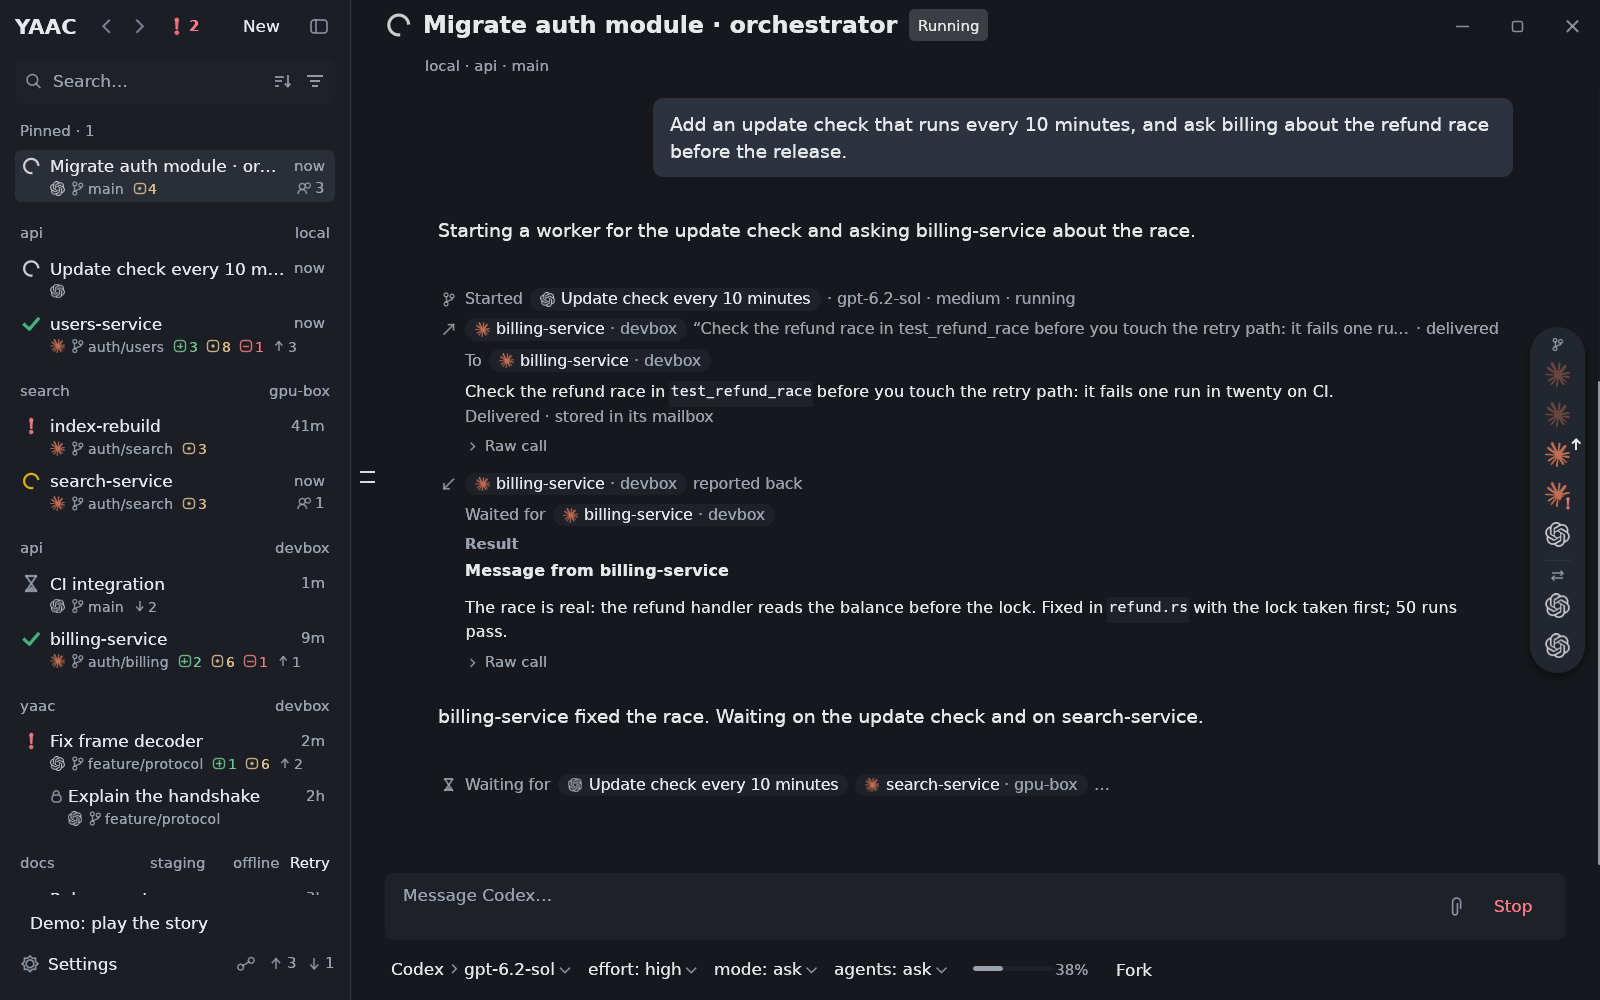 YAAC
2
New
Search...
Pinned · 1
Migrate auth module · or...
now
main
4
3
api
local
Update check every 10 m...
now
users-service
now
auth/users
3
8
1
3
search
gpu-box
index-rebuild
41m
auth/search
3
search-service
now
auth/search
3
1
api
devbox
CI integration
1m
main
2
billing-service
9m
auth/billing
2
6
1
1
yaac
devbox
Fix frame decoder
2m
feature/protocol
1
6
2
Explain the handshake
2h
feature/protocol
docs
staging
offline
Retry
Demo: play the story
Settings
3
1
Migrate auth module · orchestrator
Running
local · api · main
Add an update check that runs every 10 minutes, and ask billing about the refund race
before the release.
Starting a worker for the update check and asking billing-service about the race.
Started Update check every 10 minutes · gpt-6.2-sol · medium · running
billing-service · devbox “Check the refund race in test_refund_race before you touch the retry path: it fails one ru... · delivered
To billing-service · devbox
Check the refund race in test_refund_race before you touch the retry path: it fails one run in twenty on CI.
Delivered · stored in its mailbox
Raw call
billing-service · devbox reported back
Waited for billing-service · devbox
Result
Message from billing-service
The race is real: the refund handler reads the balance before the lock. Fixed in refund.rs with the lock taken first; 50 runs
pass.
Raw call
billing-service fixed the race. Waiting on the update check and on search-service.
Waiting for Update check every 10 minutes search-service · gpu-box ...
Message Codex...
Stop
Codex > gpt-6.2-sol
effort: high
mode: ask
agents: ask
38%
Fork